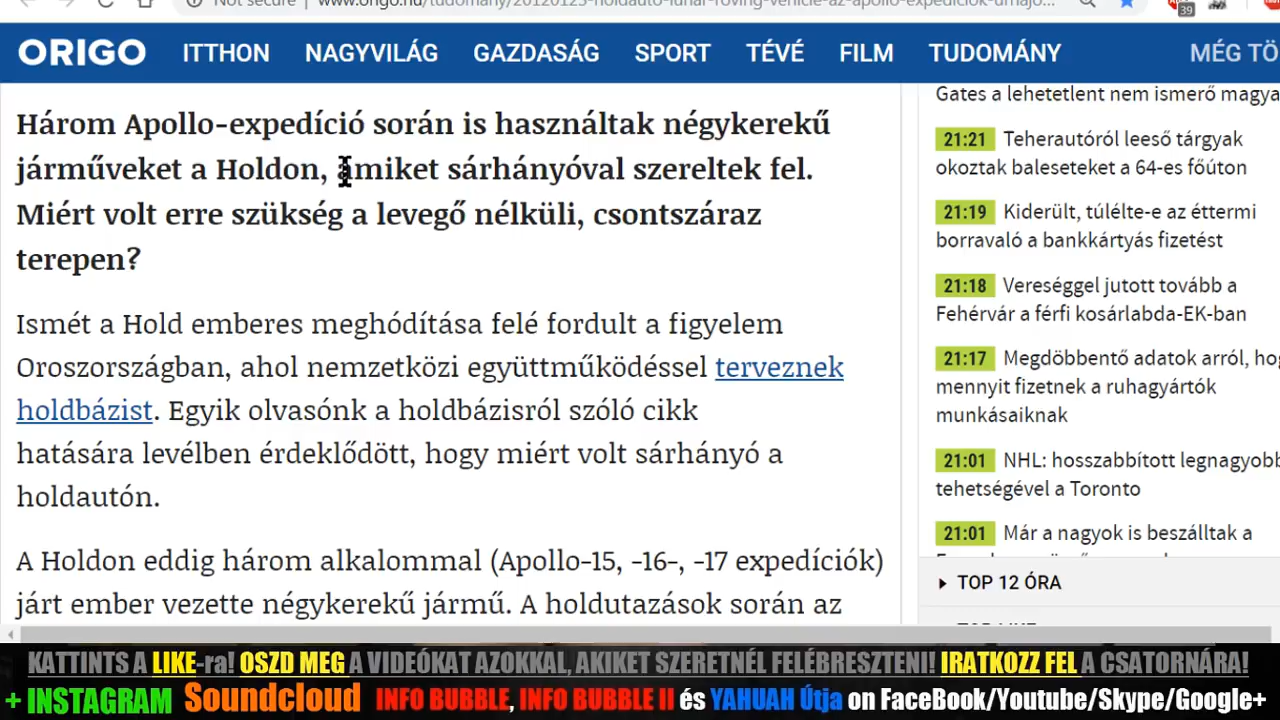 Not secure | www.origo.hu/tudomany/20120123-holdauto-lunar-roving-vehicle-az-apollo-expediciok-urhajo...
39
ORIGO ITTHON NAGYVILÁG GAZDASÁG SPORT TÉVÉ FILM TUDOMÁNY MÉG TÖ
Három Apollo-expedíció során is használtak négykerekű
járműveket a Holdon, amiket sárhányóval szereltek fel.
Miért volt erre szükség a levegő nélküli, csontszáraz
terepen?
Ismét a Hold emberes meghódítása felé fordult a figyelem
Oroszországban, ahol nemzetközi együttműködéssel terveznek
holdbázist. Egyik olvasónk a holdbázisról szóló cikk
hatására levélben érdeklődött, hogy miért volt sárhányó a
holdautón.
A Holdon eddig három alkalommal (Apollo-15, -16-, -17 expedíciók)
járt ember vezette négykerekű jármű. A holdutazások során az
Gates a lehetetlent nem ismerő magya
21:21 Teherautóról leeső tárgyak
okoztak baleseteket a 64-es főúton
21:19 Kiderült, túlélte-e az éttermi
borravaló a bankkártyás fizetést
21:18 Vereséggel jutott tovább a
Fehérvár a férfi kosárlabda-EK-ban
21:17 Megdöbbentő adatok arról, hog
mennyit fizetnek a ruhagyártók
munkásaiknak
21:01 NHL: hosszabbított legnagyobb
tehetségével a Toronto
21:01 Már a nagyok is beszálltak a
TOP 12 ÓRA
KATTINTS A LIKE-ra! OSZD MEG A VIDEÓKAT AZOKKAL, AKIKET SZERETNÉL FELÉBRESZTENI! IRATKOZZ FEL A CSATORNÁRA!
+ INSTAGRAM Soundcloud INFO BUBBLE, INFO BUBBLE II és YAHUAH Útja on FaceBook/Youtube/Skype/Google+